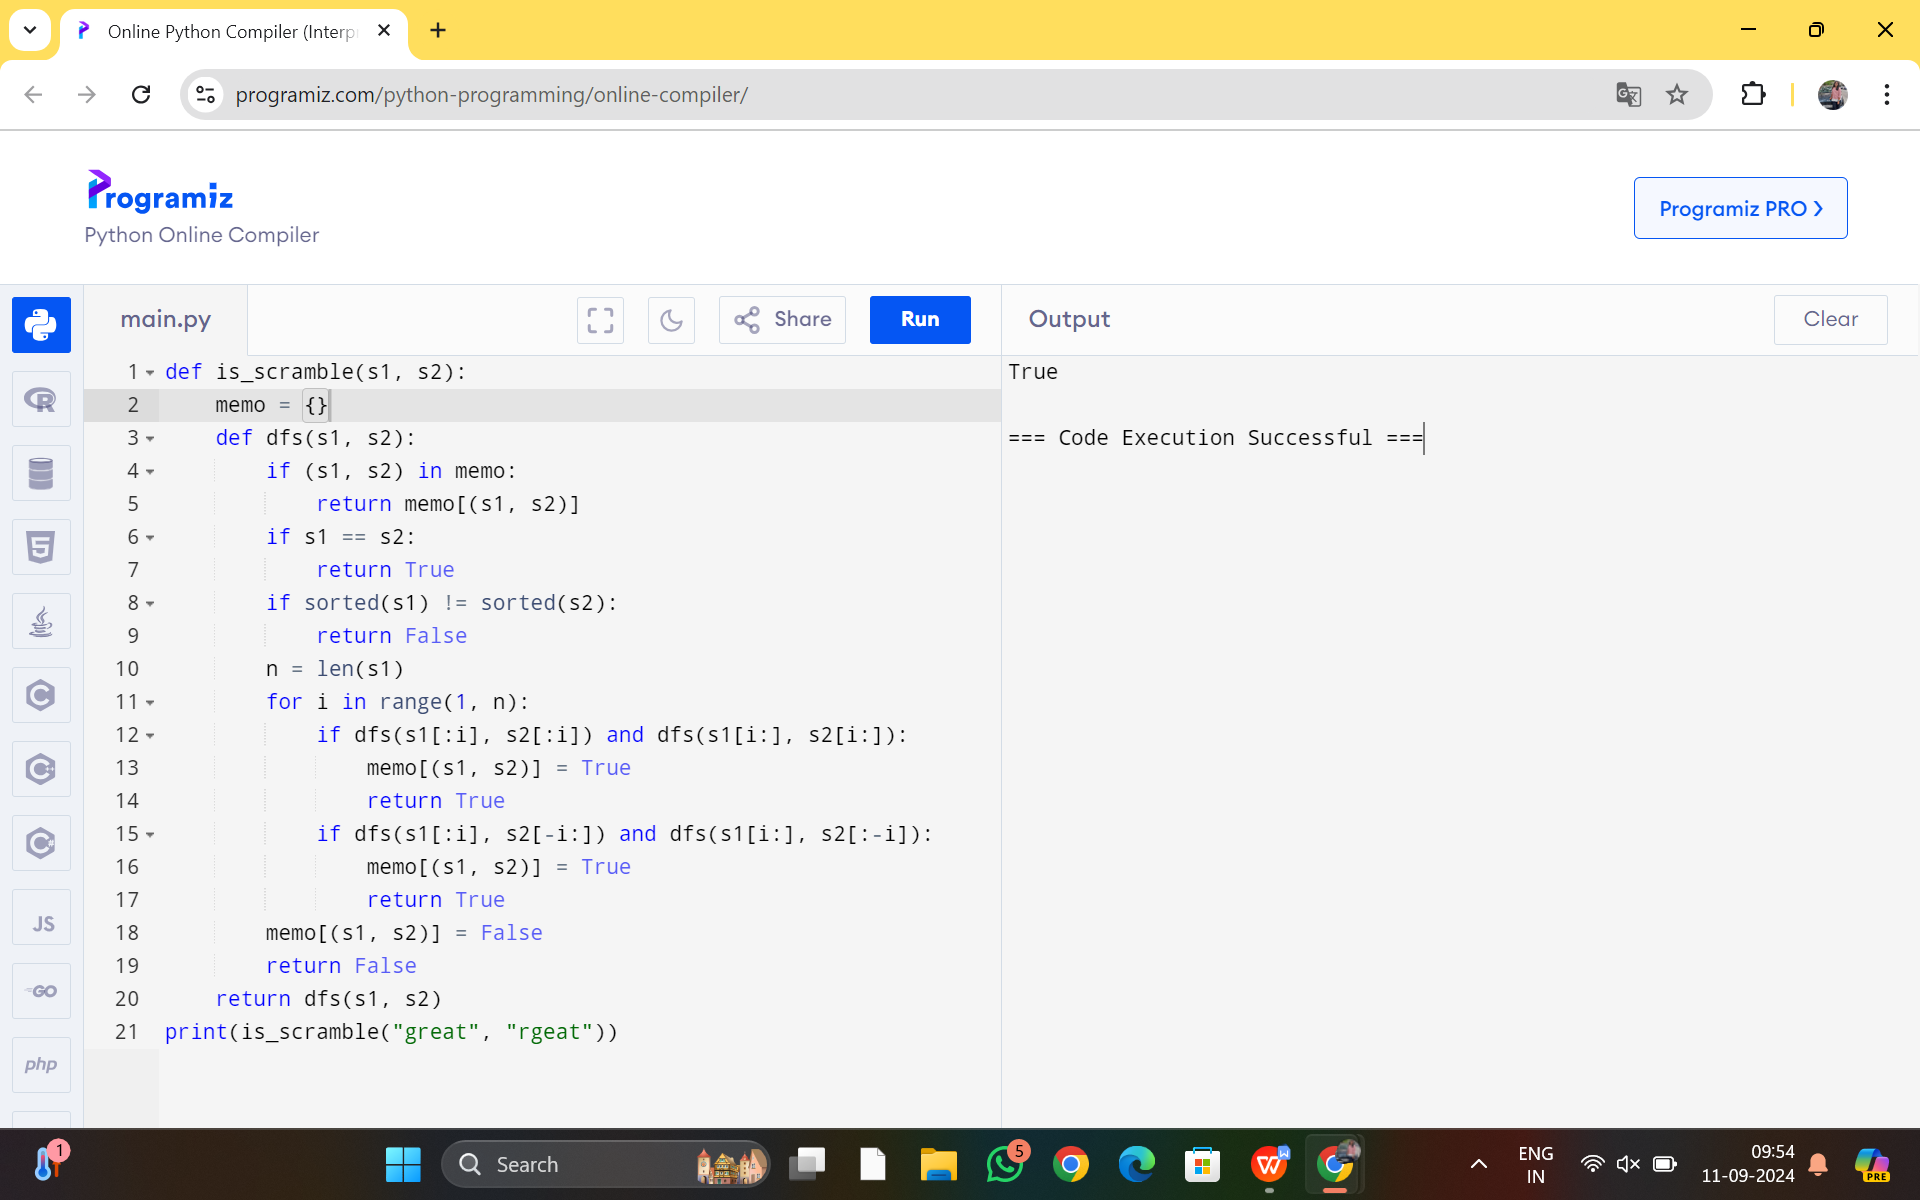 Online Python Compiler (Interp
programiz.com/python-programming/online-compiler/
Programiz
Python Online Compiler
Programiz PRO
main.py
Share
Run
Output
Clear
1 def is_scramble(s1, s2):
2     memo = {}
3     def dfs(s1, s2):
4         if (s1, s2) in memo:
5             return memo[(s1, s2)]
6         if s1 == s2:
7             return True
8         if sorted(s1) != sorted(s2):
9             return False
10         n = len(s1)
11         for i in range(1, n):
12             if dfs(s1[:i], s2[:i]) and dfs(s1[i:], s2[i:]):
13                 memo[(s1, s2)] = True
14                 return True
15             if dfs(s1[:i], s2[-i:]) and dfs(s1[i:], s2[:-i]):
16                 memo[(s1, s2)] = True
17                 return True
18         memo[(s1, s2)] = False
19         return False
20     return dfs(s1, s2)
21 print(is_scramble("great", "rgeat"))
True
=== Code Execution Successful ===
R
5
C
C
C#
JS
GO
php
1
Search
5
W
ENG
IN
09:54
11-09-2024
PRE